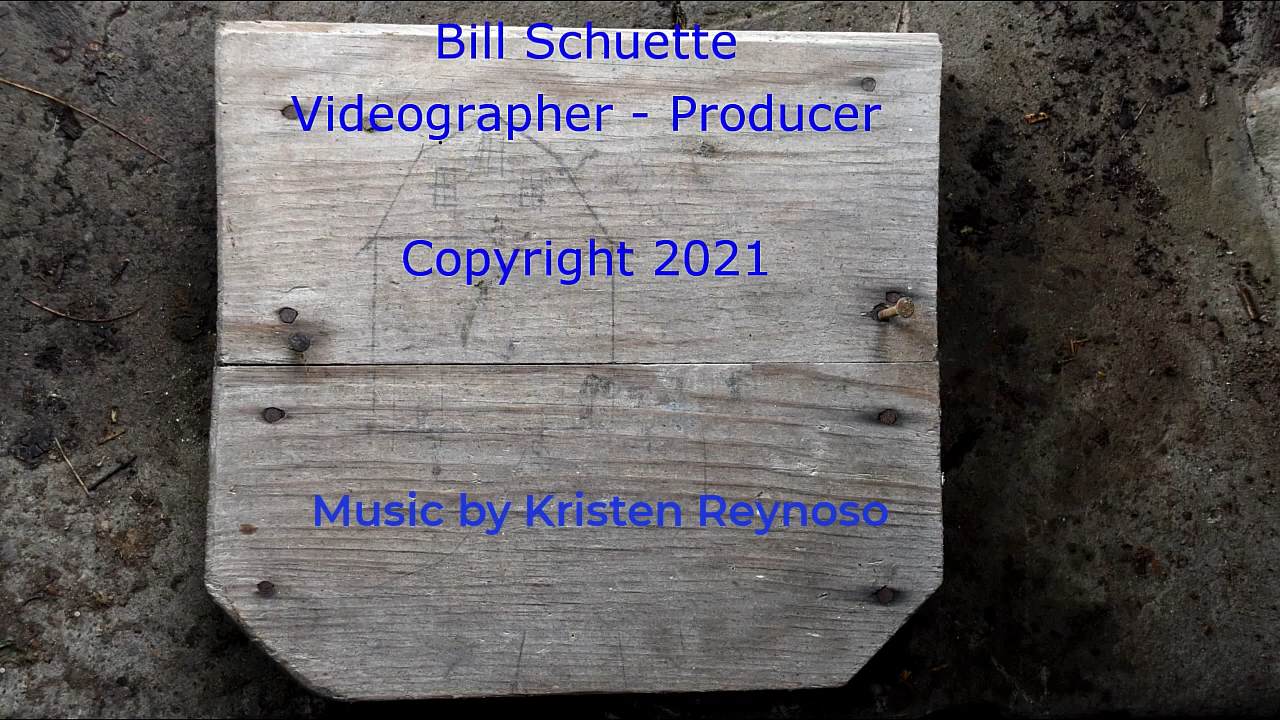 Bill Schuette
Videographer - Producer
Copyright 2021
Music by Kristen Reynoso